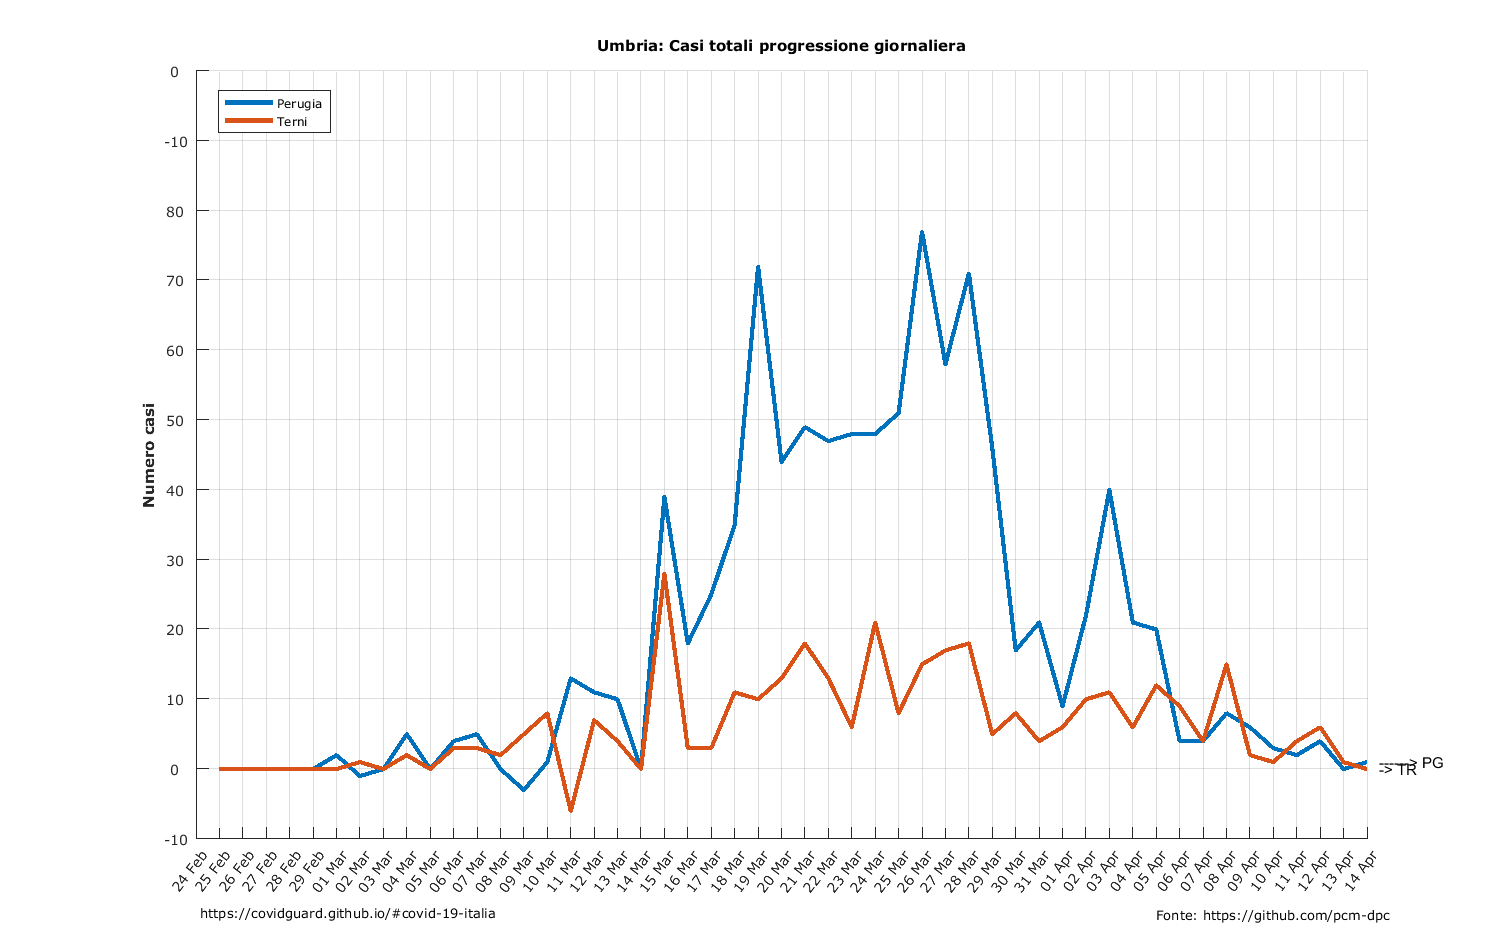 Umbria: Casi totali progressione giornaliera
0
-10
80
70
60
50
40
30
20
10
0
-10
Numero casi
Perugia
Terni
-----> PG
-> TR
24 Feb
25 Feb
26 Feb
27 Feb
28 Feb
29 Feb
01 Mar
02 Mar
03 Mar
04 Mar
05 Mar
06 Mar
07 Mar
08 Mar
09 Mar
10 Mar
11 Mar
12 Mar
13 Mar
14 Mar
15 Mar
16 Mar
17 Mar
18 Mar
19 Mar
20 Mar
21 Mar
22 Mar
23 Mar
24 Mar
25 Mar
26 Mar
27 Mar
28 Mar
29 Mar
30 Mar
31 Mar
01 Apr
02 Apr
03 Apr
04 Apr
05 Apr
06 Apr
07 Apr
08 Apr
09 Apr
10 Apr
11 Apr
12 Apr
13 Apr
14 Apr
https://covidguard.github.io/#covid-19-italia
Fonte: https://github.com/pcm-dpc